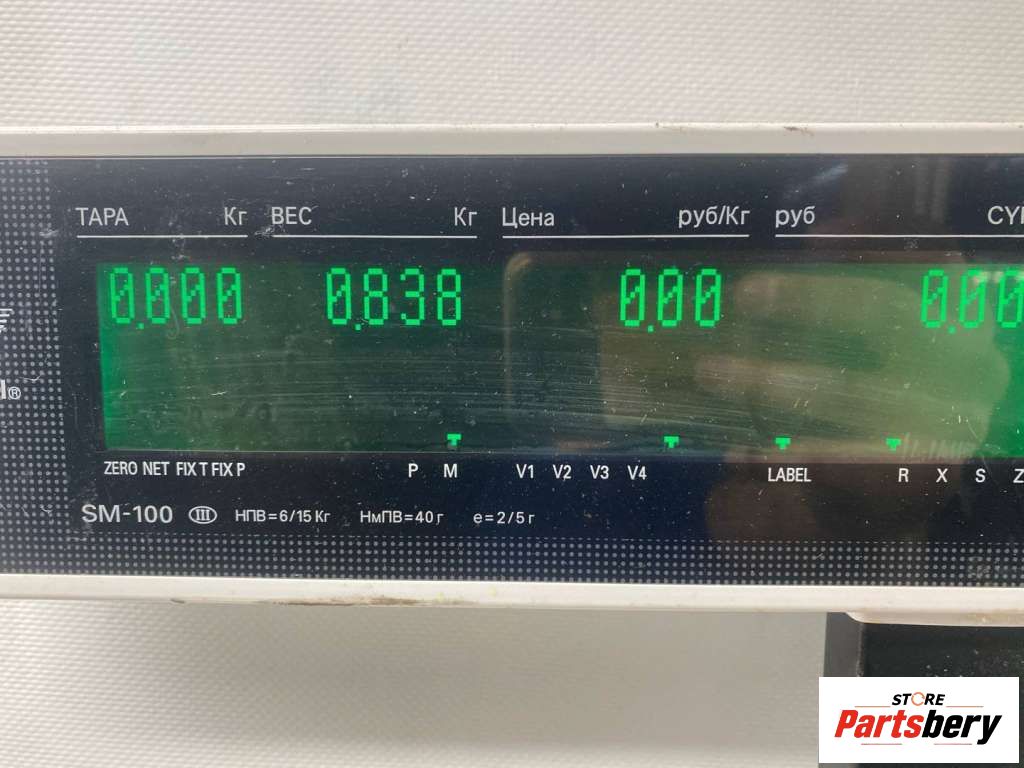 ТАРА Кг ВЕС Кг Цена руб/Кг руб
0.000 0.838 0.00 0.00
ZERO NET FIX T FIX P P M V1 V2 V3 V4 LABEL R X S
SM-100 III НПВ=6/15 Кг НмПВ=40 г e=2/5 г
STORE
Partsbery